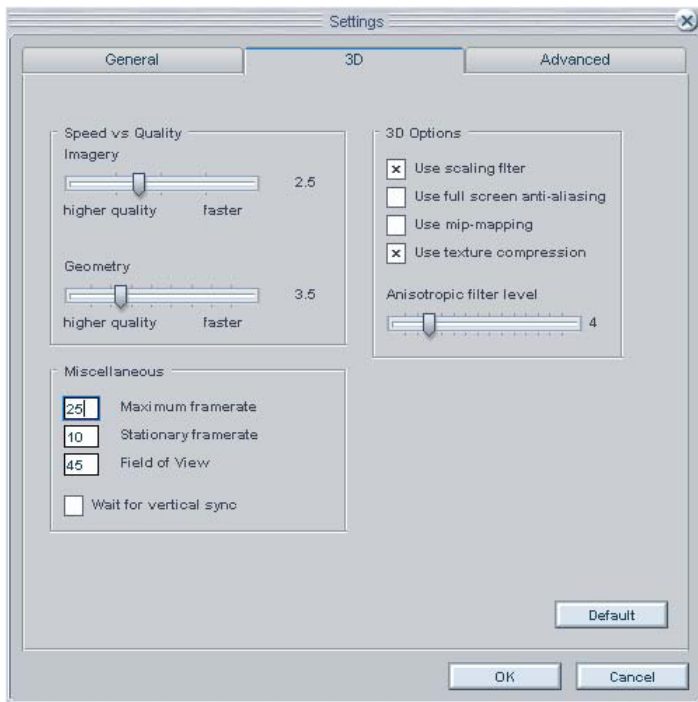 Settings
General 3D Advanced
Speed vs Quality
Imagery
2.5
higher quality faster
Geometry
3.5
higher quality faster
3D Options
Use scaling flter
Use full screen anti-aliasing
Use mip-mapping
Use texture compression
Anisotropic filter level
4
Miscellaneous
25 Maximum framerate
10 Stationary framerate
45 Field of View
Wait for vertical sync
Default
OK Cancel